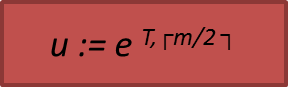 u := e T,┌m/2 ┐